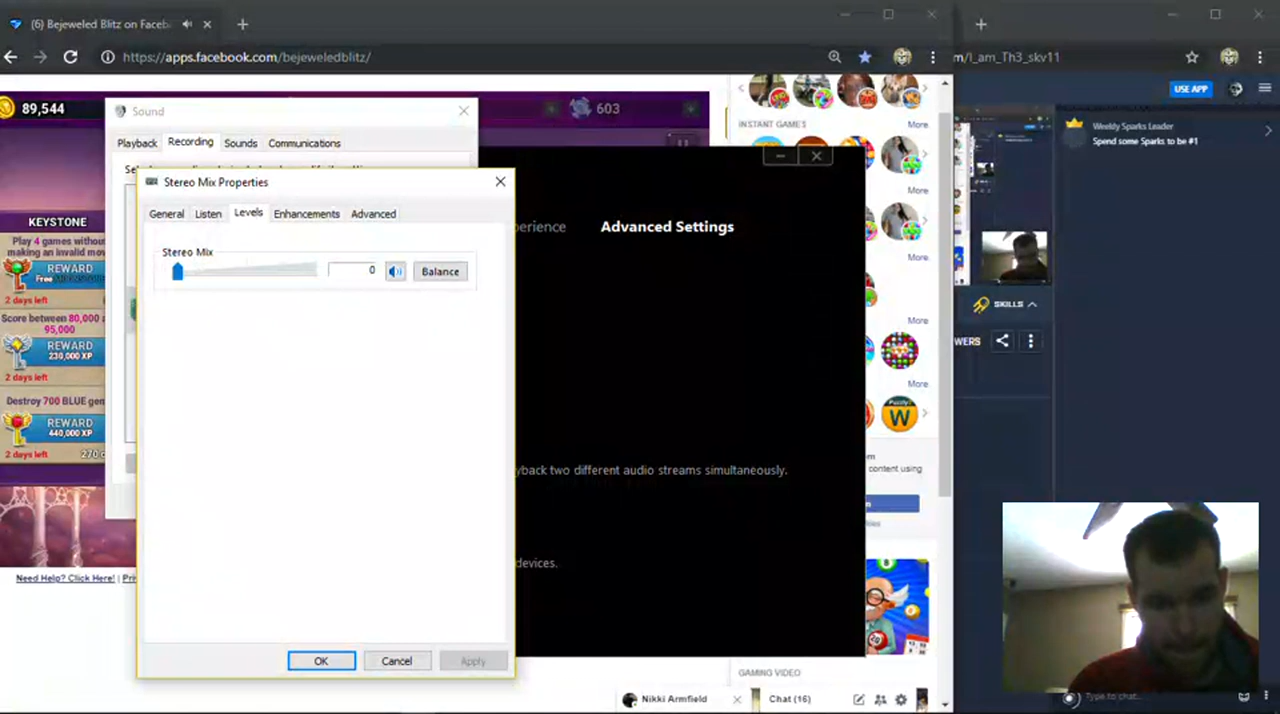 (6) Bejeweled Blitz on Faceb
https://apps.facebook.com/bejeweledblitz/
m/I_am_Th3_skv11
89,544
603
USE APP
Sound
Playback
Recording
Sounds
Communications
INSTANT GAMES
More
Weekly Sparks Leader
Spend some Sparks to be #1
Stereo Mix Properties
General
Listen
Levels
Enhancements
Advanced
perience
Advanced Settings
Stereo Mix
0
Balance
KEYSTONE
Play 4 games without
making an invalid mov
REWARD
Free
2 days left
Score between 80,000 a
95,000
REWARD
230,000 XP
2 days left
Destroy 700 BLUE gem
REWARD
440,000 XP
2 days left
270
More
More
More
More
More
SKILLS
WERS
PUZZLY
W
yback two different audio streams simultaneously.
content using
devices.
Need Help? Click Here!
OK
Cancel
Apply
GAMING VIDEO
Nikki Armfield
Chat (16)
Type to chat...